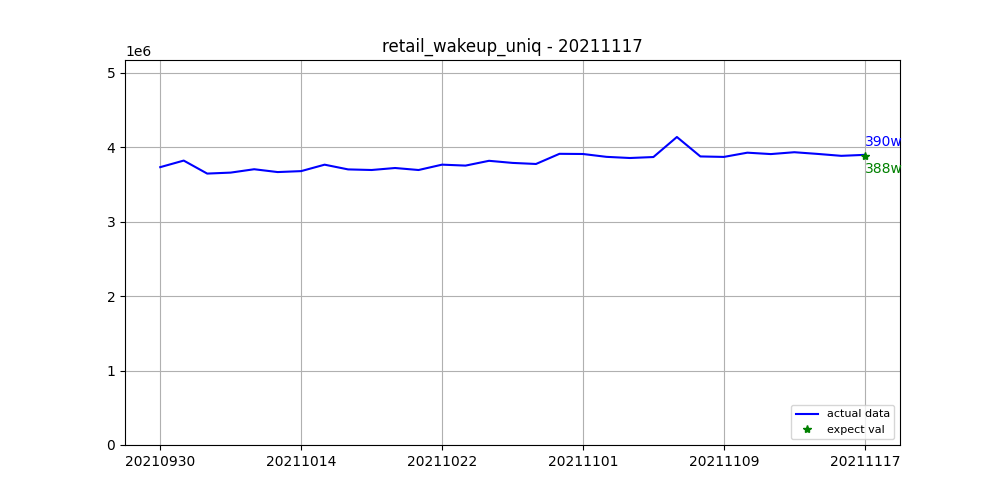 retail_wakeup_uniq - 20211117
1e6
5
4
3
2
1
0
390w
388w
actual data
expect val
20210930 20211014 20211022 20211101 20211109 20211117